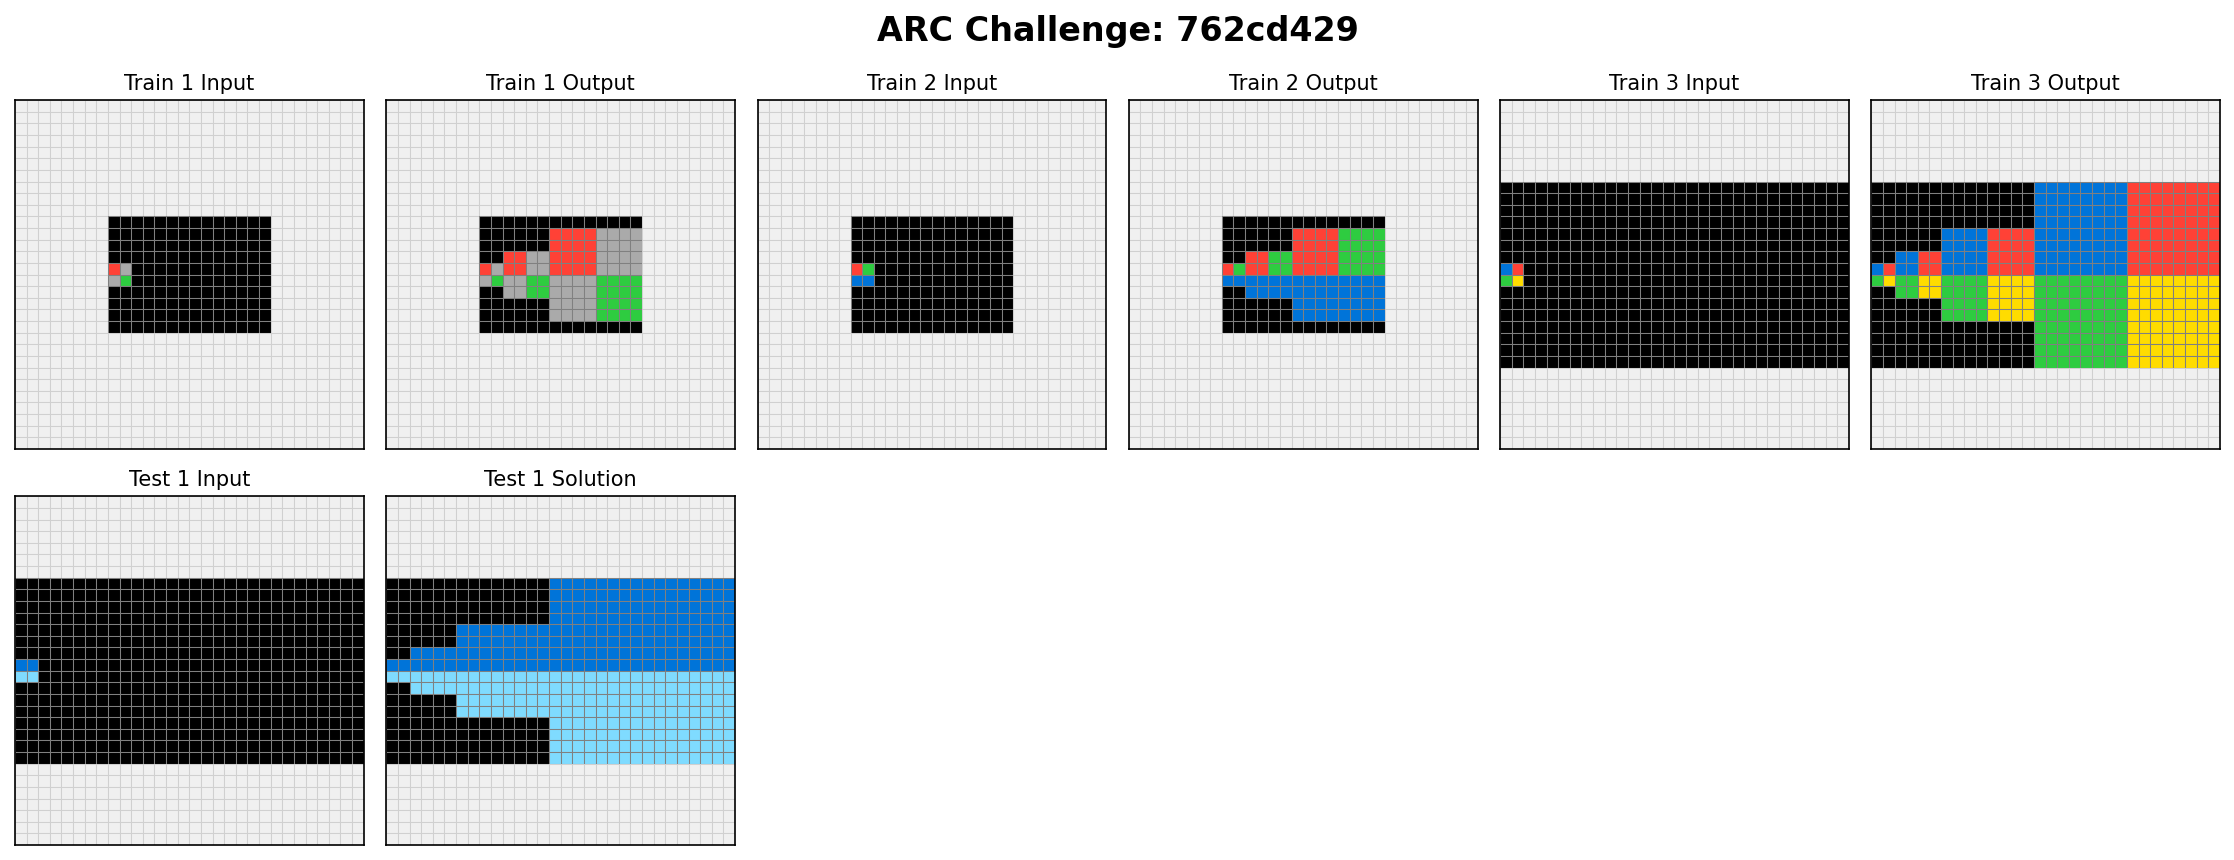 ARC Challenge: 762cd429
Train 1 Input
Train 1 Output
Train 2 Input
Train 2 Output
Train 3 Input
Train 3 Output
Test 1 Input
Test 1 Solution